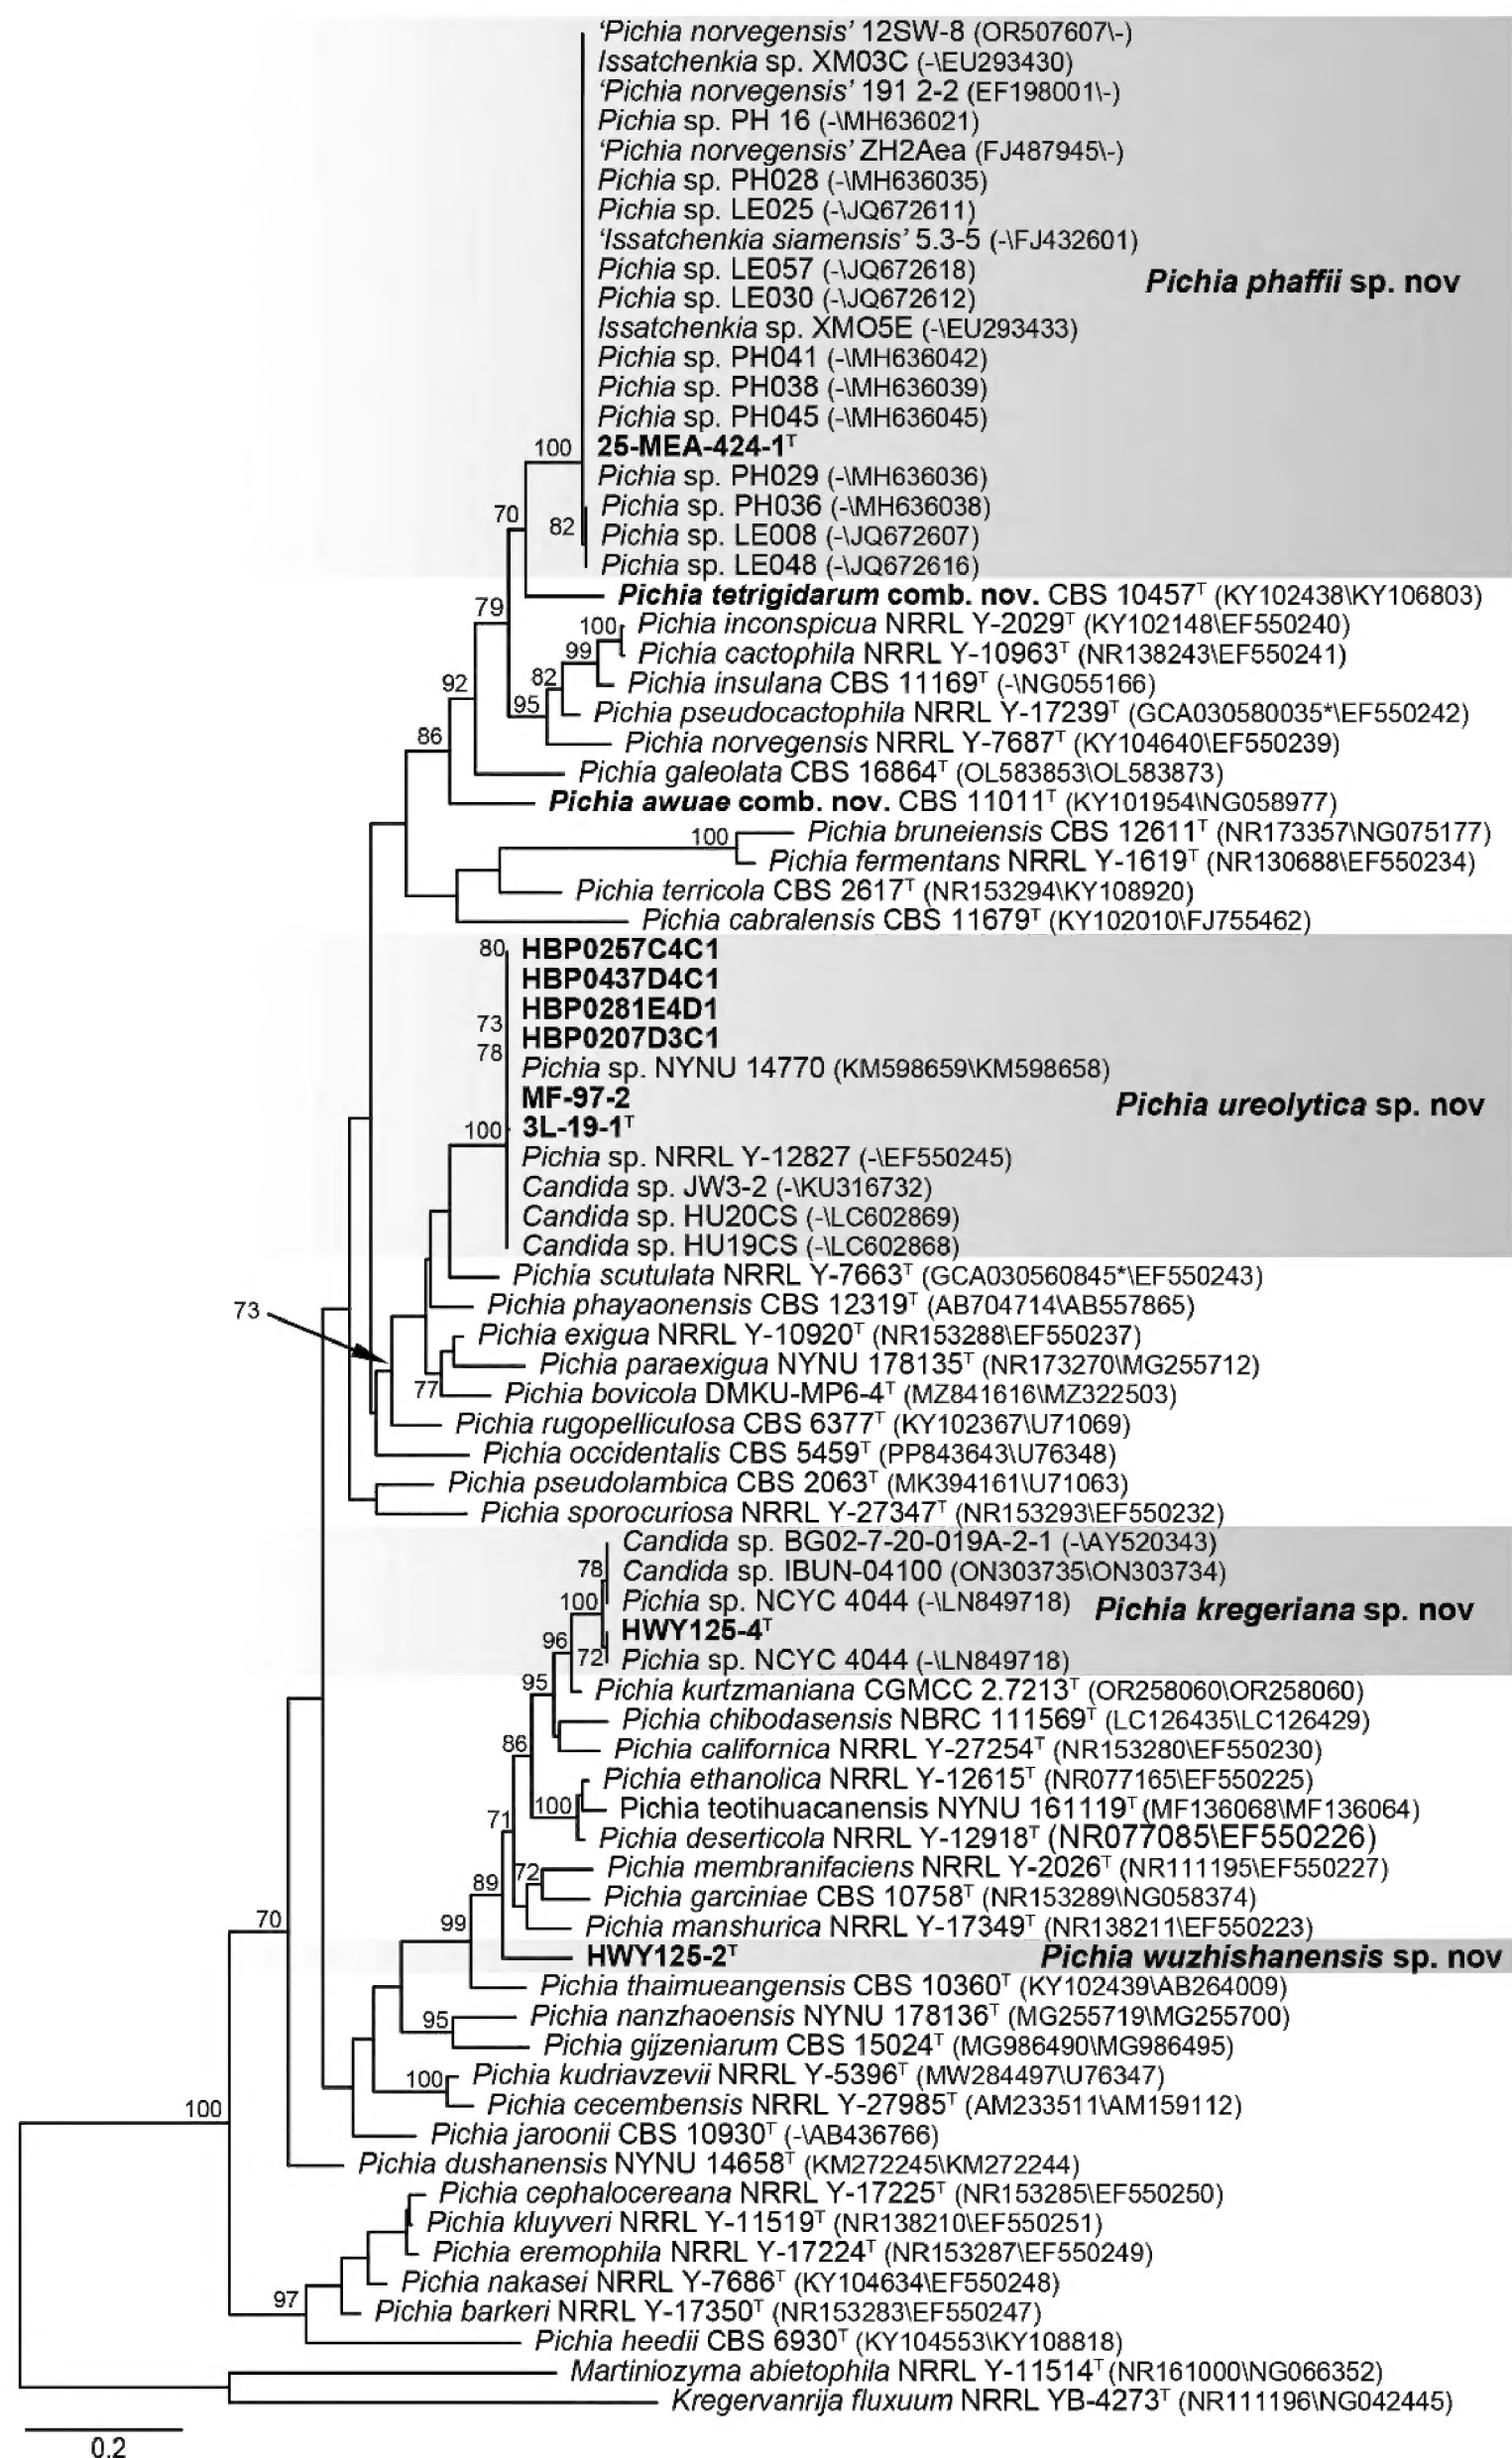 'Pichia norvegensis' 12SW-8 (OR507607\-)
Issatchenkia sp. XM03C (-\EU293430)
'Pichia norvegensis' 191 2-2 (EF198001\-)
Pichia sp. PH 16 (-\MH636021)
'Pichia norvegensis' ZH2Aea (FJ487945\-)
Pichia sp. PH028 (-\MH636035)
Pichia sp. LE025 (-\JQ672611)
'Issatchenkia siamensis' 5.3-5 (-\FJ432601)
Pichia sp. LE057 (-\JQ672618)
Pichia phaffii sp. nov
Pichia sp. LE030 (-\JQ672612)
Issatchenkia sp. XMO5E (-\EU293433)
Pichia sp. PH041 (-\MH636042)
Pichia sp. PH038 (-\MH636039)
Pichia sp. PH045 (-\MH636045)
100 25-MEA-424-1ᵀ
Pichia sp. PH029 (-\MH636036)
70 Pichia sp. PH036 (-\MH636038)
82 Pichia sp. LE008 (-\JQ672607)
Pichia sp. LE048 (-\JQ672616)
Pichia tetrigidarum comb. nov. CBS 10457ᵀ (KY102438\KY106803)
79
100 Pichia inconspicua NRRL Y-2029ᵀ (KY102148\EF550240)
99 Pichia cactophila NRRL Y-10963ᵀ (NR138243\EF550241)
92 82 Pichia insulana CBS 11169ᵀ (-\NG055166)
95 Pichia pseudocactophila NRRL Y-17239ᵀ (GCA030580035*\EF550242)
86 Pichia norvegensis NRRL Y-7687ᵀ (KY104640\EF550239)
Pichia galeolata CBS 16864ᵀ (OL583853\OL583873)
Pichia awuae comb. nov. CBS 11011ᵀ (KY101954\NG058977)
100 Pichia bruneiensis CBS 12611ᵀ (NR173357\NG075177)
Pichia fermentans NRRL Y-1619ᵀ (NR130688\EF550234)
Pichia terricola CBS 2617ᵀ (NR153294\KY108920)
Pichia cabralensis CBS 11679ᵀ (KY102010\FJ755462)
80 HBP0257C4C1
HBP0437D4C1
HBP0281E4D1
73 HBP0207D3C1
78 Pichia sp. NYNU 14770 (KM598659\KM598658)
MF-97-2
Pichia ureolytica sp. nov
100 3L-19-1ᵀ
Pichia sp. NRRL Y-12827 (-\EF550245)
Candida sp. JW3-2 (-\KU316732)
Candida sp. HU20CS (-\LC602869)
Candida sp. HU19CS (-\LC602868)
Pichia scutulata NRRL Y-7663ᵀ (GCA030560845*\EF550243)
73 Pichia phayaonensis CBS 12319ᵀ (AB704714\AB557865)
Pichia exigua NRRL Y-10920ᵀ (NR153288\EF550237)
Pichia paraexigua NYNU 178135ᵀ (NR173270\MG255712)
77 Pichia bovicola DMKU-MP6-4ᵀ (MZ841616\MZ322503)
Pichia rugopelliculosa CBS 6377ᵀ (KY102367\U71069)
Pichia occidentalis CBS 5459ᵀ (PP843643\U76348)
Pichia pseudolambica CBS 2063ᵀ (MK394161\U71063)
Pichia sporocuriosa NRRL Y-27347ᵀ (NR153293\EF550232)
Candida sp. BG02-7-20-019A-2-1 (-\AY520343)
78 Candida sp. IBUN-04100 (ON303735\ON303734)
100 Pichia sp. NCYC 4044 (-\LN849718) Pichia kregeriana sp. nov
96 HWY125-4ᵀ
72 Pichia sp. NCYC 4044 (-\LN849718)
95 Pichia kurtzmaniana CGMCC 2.7213ᵀ (OR258060\OR258060)
Pichia chibodasensis NBRC 111569ᵀ (LC126435\LC126429)
86 Pichia californica NRRL Y-27254ᵀ (NR153280\EF550230)
Pichia ethanolica NRRL Y-12615ᵀ (NR077165\EF550225)
71 100 Pichia teotihuacanensis NYNU 161119ᵀ (MF136068\MF136064)
Pichia deserticola NRRL Y-12918ᵀ (NR077085\EF550226)
72 Pichia membranifaciens NRRL Y-2026ᵀ (NR111195\EF550227)
89 Pichia garciniae CBS 10758ᵀ (NR153289\NG058374)
70 99 Pichia manshurica NRRL Y-17349ᵀ (NR138211\EF550223)
HWY125-2ᵀ Pichia wuzhishanensis sp. nov
Pichia thaimueangensis CBS 10360ᵀ (KY102439\AB264009)
95 Pichia nanzhaoensis NYNU 178136ᵀ (MG255719\MG255700)
Pichia gijzeniarum CBS 15024ᵀ (MG986490\MG986495)
100 Pichia kudriavzevii NRRL Y-5396ᵀ (MW284497\U76347)
100 Pichia cecembensis NRRL Y-27985ᵀ (AM233511\AM159112)
Pichia jaroonii CBS 10930ᵀ (-\AB436766)
Pichia dushanensis NYNU 14658ᵀ (KM272245\KM272244)
Pichia cephalocereana NRRL Y-17225ᵀ (NR153285\EF550250)
Pichia kluyveri NRRL Y-11519ᵀ (NR138210\EF550251)
Pichia eremophila NRRL Y-17224ᵀ (NR153287\EF550249)
Pichia nakasei NRRL Y-7686ᵀ (KY104634\EF550248)
97 Pichia barkeri NRRL Y-17350ᵀ (NR153283\EF550247)
Pichia heedii CBS 6930ᵀ (KY104553\KY108818)
Martiniozyma abietophila NRRL Y-11514ᵀ (NR161000\NG066352)
Kregervanrija fluxuum NRRL YB-4273ᵀ (NR111196\NG042445)
0.2